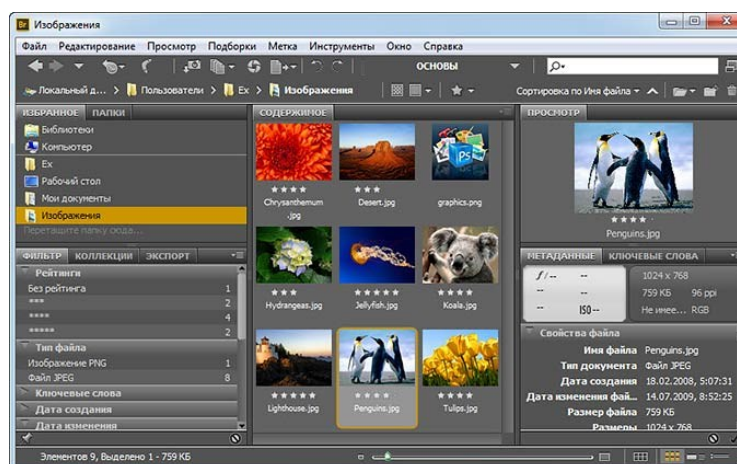 Br Изображения
Файл Редактирование Просмотр Подборки Метка Инструменты Окно Справка
ОСНОВЫ
Локальный д... > Пользователи > Ex > Изображения
Сортировка по Имя файла
ИЗБРАННОЕ ПАПКИ
Библиотеки
Компьютер
Ex
Рабочий стол
Мои документы
Изображения
Перетащите папку сюда...
ФИЛЬТР КОЛЛЕКЦИИ ЭКСПОРТ
Рейтинги
Без рейтинга 1
*** 2
**** 4
***** 2
Тип файла
Изображение PNG 1
Файл JPEG 8
Ключевые слова
Дата создания
Дата изменения
СОДЕРЖИМОЕ
Ps
Chrysanthemum
.jpg
Desert.jpg
graphics.png
Hydrangeas.jpg
Jellyfish.jpg
Koala.jpg
Lighthouse.jpg
Penguins.jpg
Tulips.jpg
ПРОСМОТР
Penguins.jpg
МЕТАДАННЫЕ КЛЮЧЕВЫЕ СЛОВА
f/-- --
-- --
-- ISO--
1024 x 768
759 КБ 96 ppi
Не имее... RGB
Свойства файла
Имя файла Penguins.jpg
Тип документа Файл JPEG
Дата создания 18.02.2008, 5:07:31
Дата изменения фай... 14.07.2009, 8:52:25
Размер файла 759 КБ
Размеры 1024 x 768
Элементов 9, Выделено 1 - 759 КБ